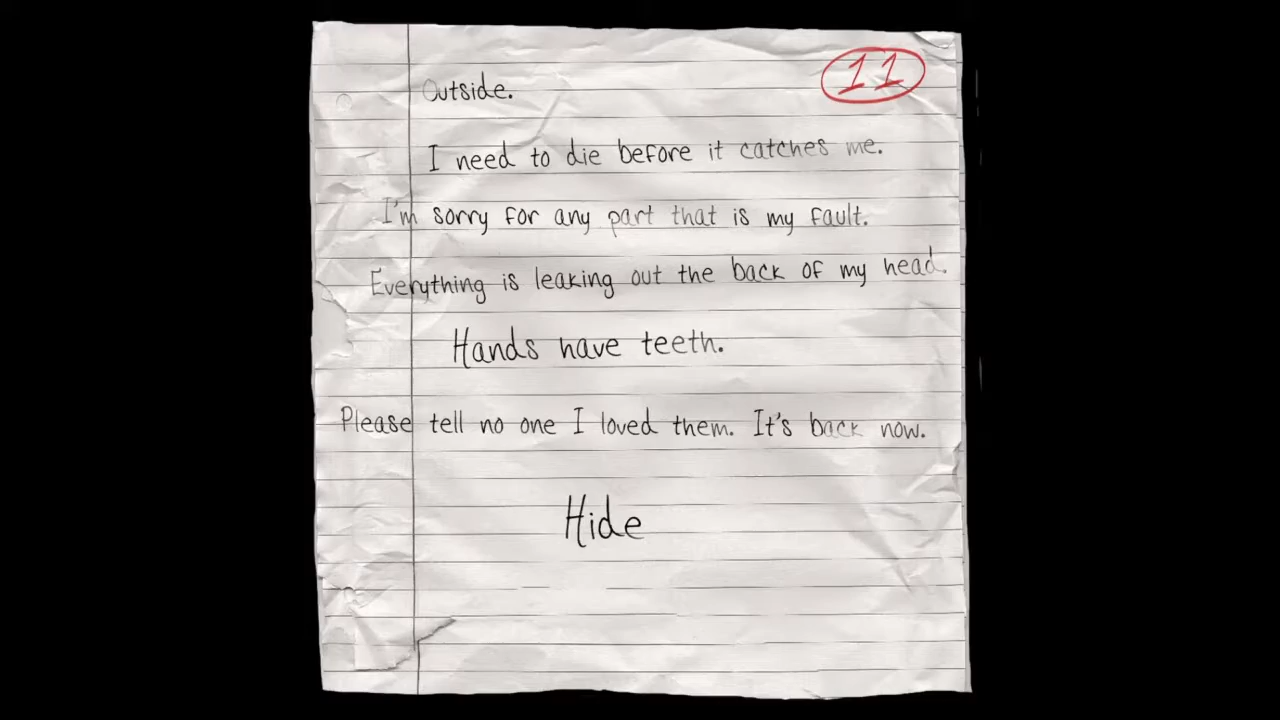 11
Outside.
I need to die before it catches me.
I'm sorry for any part that is my fault.
Everything is leaking out the back of my head.
Hands have teeth.
Please tell no one I loved them. It's back now.
Hide